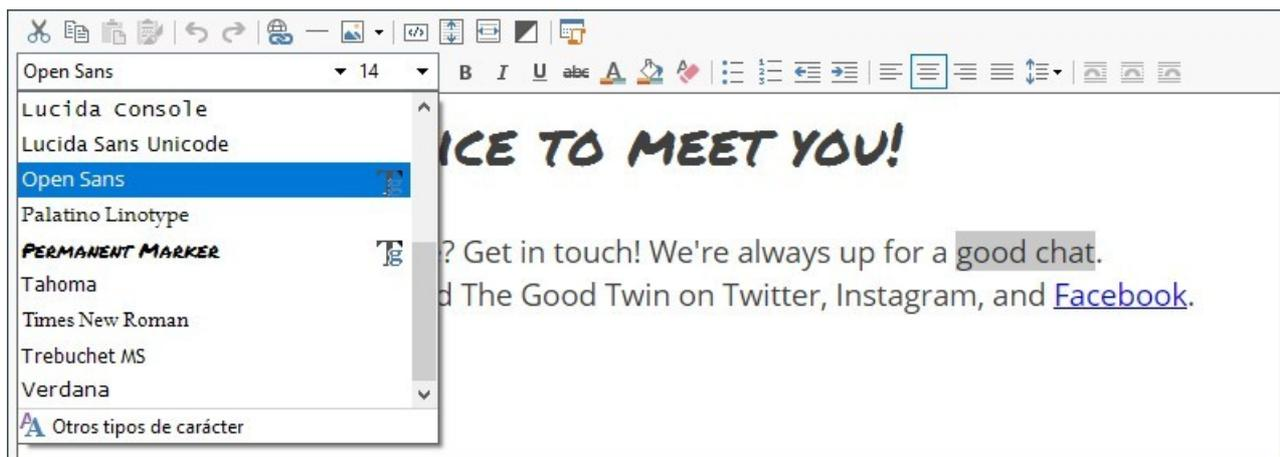 Open Sans 14 B I U abc A
Lucida Console
Lucida Sans Unicode
Open Sans
Palatino Linotype
PERMANENT MARKER
Tahoma
Times New Roman
Trebuchet MS
Verdana
Otros tipos de carácter
ICE TO MEET YOU!
? Get in touch! We're always up for a good chat.
d The Good Twin on Twitter, Instagram, and Facebook.